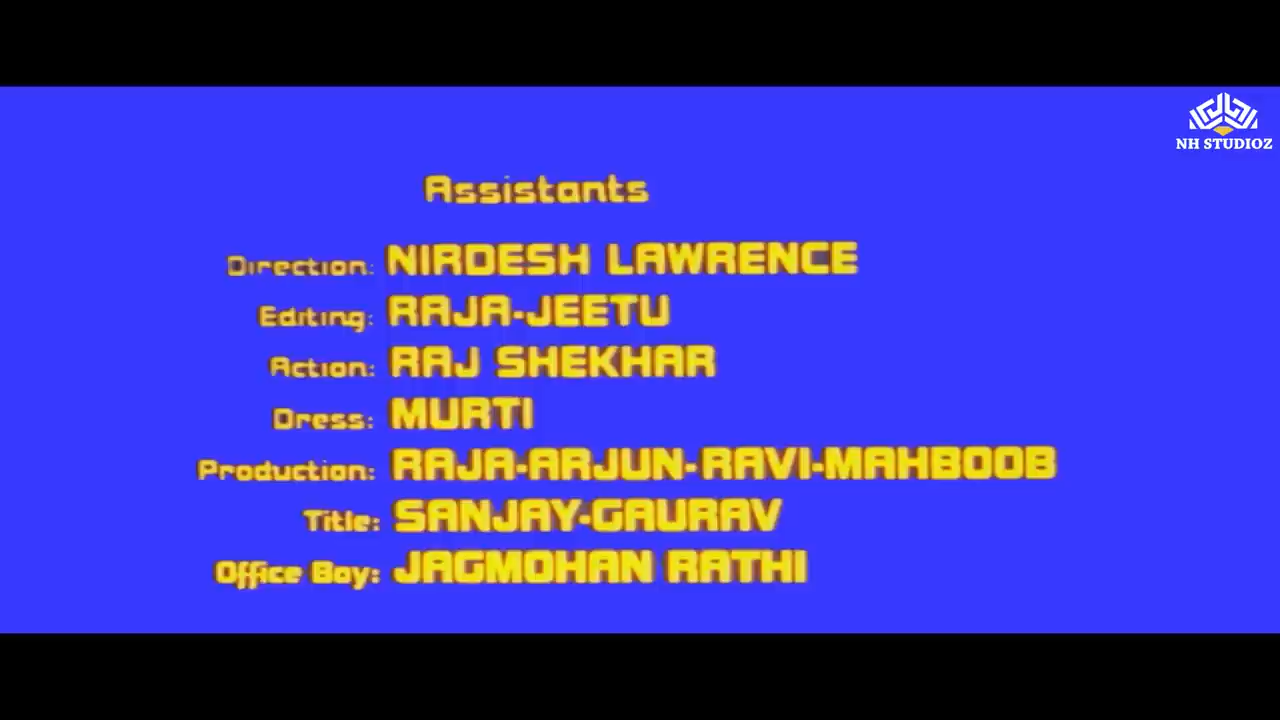 NH STUDIOZ
Assistants
Direction: NIRDESH LAWRENCE
Editing: RAJA-JEETU
Action: RAJ SHEKHAR
Dress: MURTI
Production: RAJA-ARJUN-RAVI-MAHBOOB
Title: SANJAY-GAURAV
Office Boy: JAGMOHAN RATHI